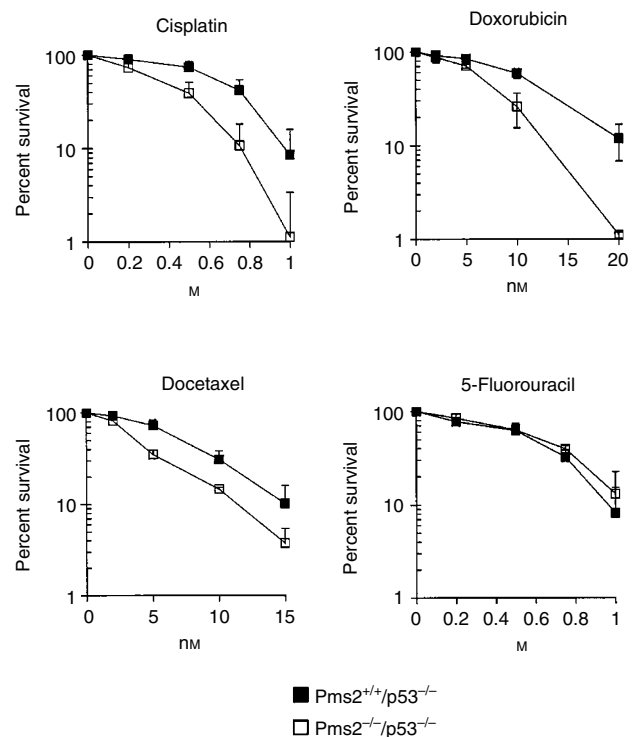 Cisplatin
Percent survival
100
10
1
0 0.2 0.4 0.6 0.8 1
M
Doxorubicin
Percent survival
100
10
1
0 5 10 15 20
nM
Docetaxel
Percent survival
100
10
1
0 5 10 15
nM
5-Fluorouracil
Percent survival
100
10
1
0 0.2 0.4 0.6 0.8 1
M
Pms2+/+/p53−/−
Pms2−/−/p53−/−